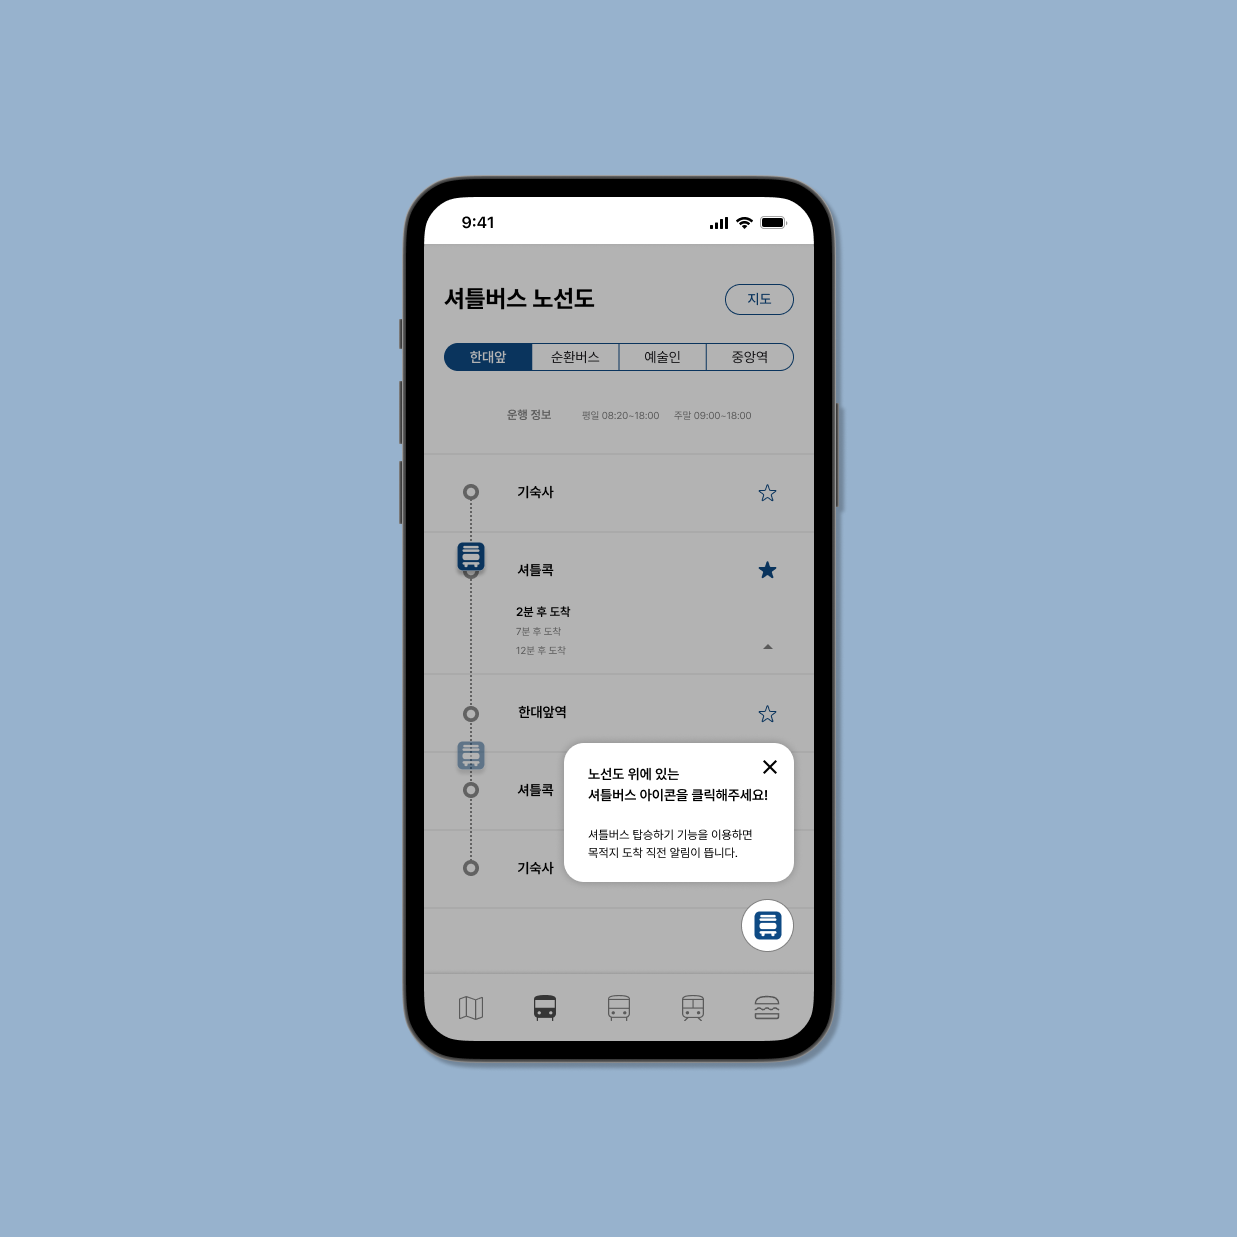 9:41
셔틀버스 노선도
지도
한대앞 순환버스 예술인 중앙역
운행 정보 평일 08:20~18:00 주말 09:00~18:00
기숙사
셔틀콕
2분 후 도착
7분 후 도착
12분 후 도착
한대앞역
셔틀콕
기숙사
노선도 위에 있는
셔틀버스 아이콘을 클릭해주세요!
셔틀버스 탑승하기 기능을 이용하면
목적지 도착 직전 알림이 뜹니다.